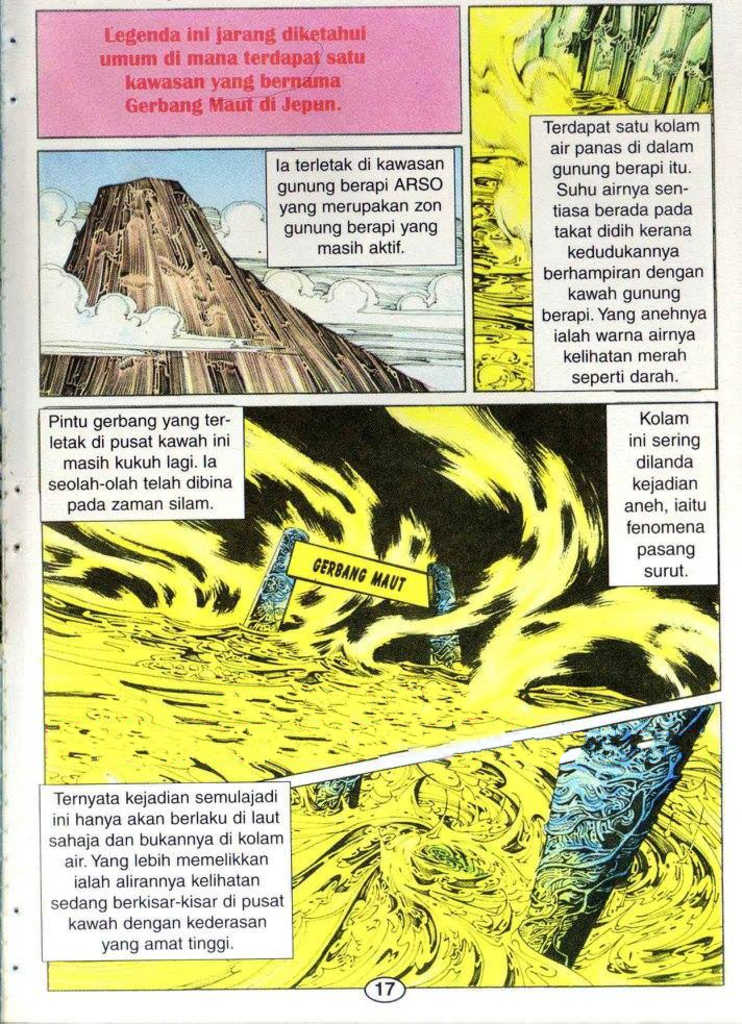 Legenda ini jarang diketahui
umum di mana terdapat satu
kawasan yang bernama
Gerbang Maut di Jepun.
Ia terletak di kawasan
gunung berapi ARSO
yang merupakan zon
gunung berapi yang
masih aktif.
Terdapat satu kolam
air panas di dalam
gunung berapi itu.
Suhu airnya sen-
tiasa berada pada
takat didih kerana
kedudukannya
berhampiran dengan
kawah gunung
berapi. Yang anehnya
ialah warna airnya
kelihatan merah
seperti darah.
Pintu gerbang yang ter-
letak di pusat kawah ini
masih kukuh lagi. Ia
seolah-olah telah dibina
pada zaman silam.
GERBANG MAUT
Kolam
ini sering
dilanda
kejadian
aneh, iaitu
fenomena
pasang
surut.
Ternyata kejadian semulajadi
ini hanya akan berlaku di laut
sahaja dan bukannya di kolam
air. Yang lebih memelikkan
ialah alirannya kelihatan
sedang berkisar-kisar di pusat
kawah dengan kederasan
yang amat tinggi.
17